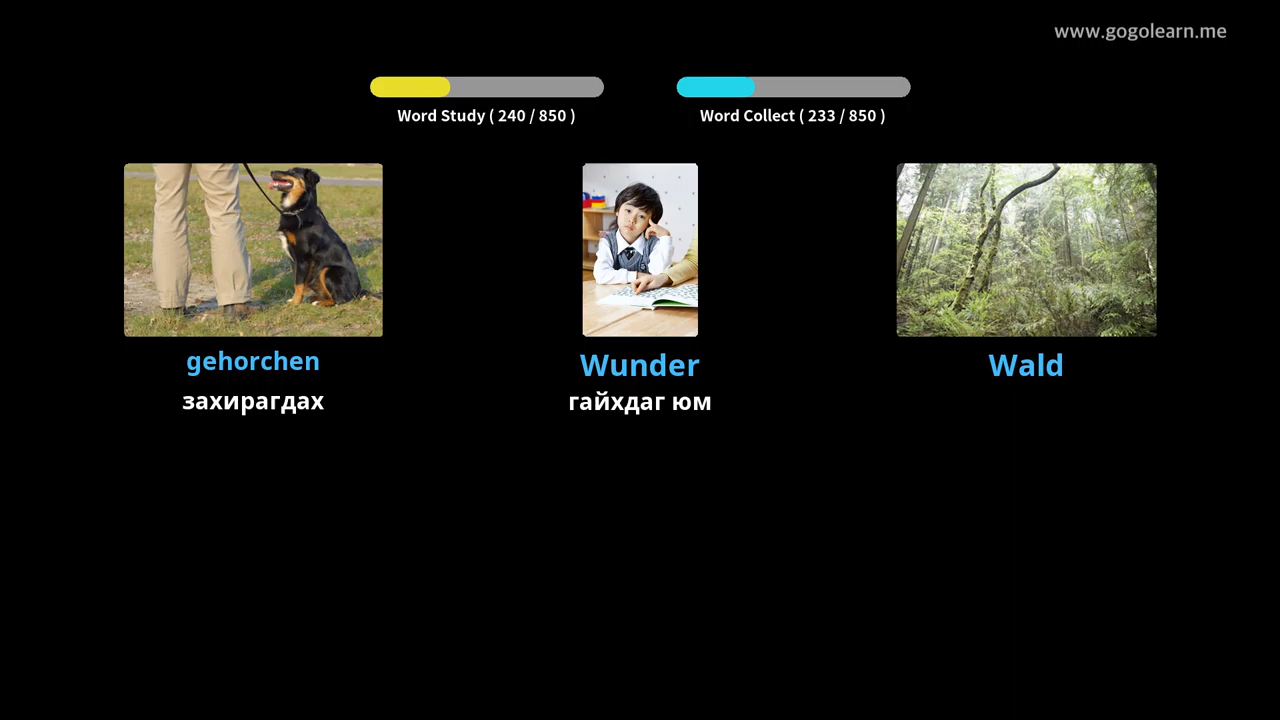 www.gogolearn.me
Word Study ( 240 / 850 )
Word Collect ( 233 / 850 )
gehorchen
захирагдах
Wunder
гайхдаг юм
Wald